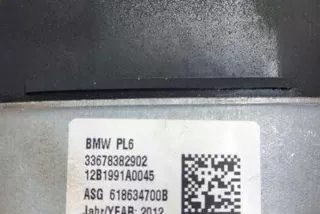 BMW PL6
33678382902
12B1991A0045
ASG 618634700B
Jahr/YEAR: 2012